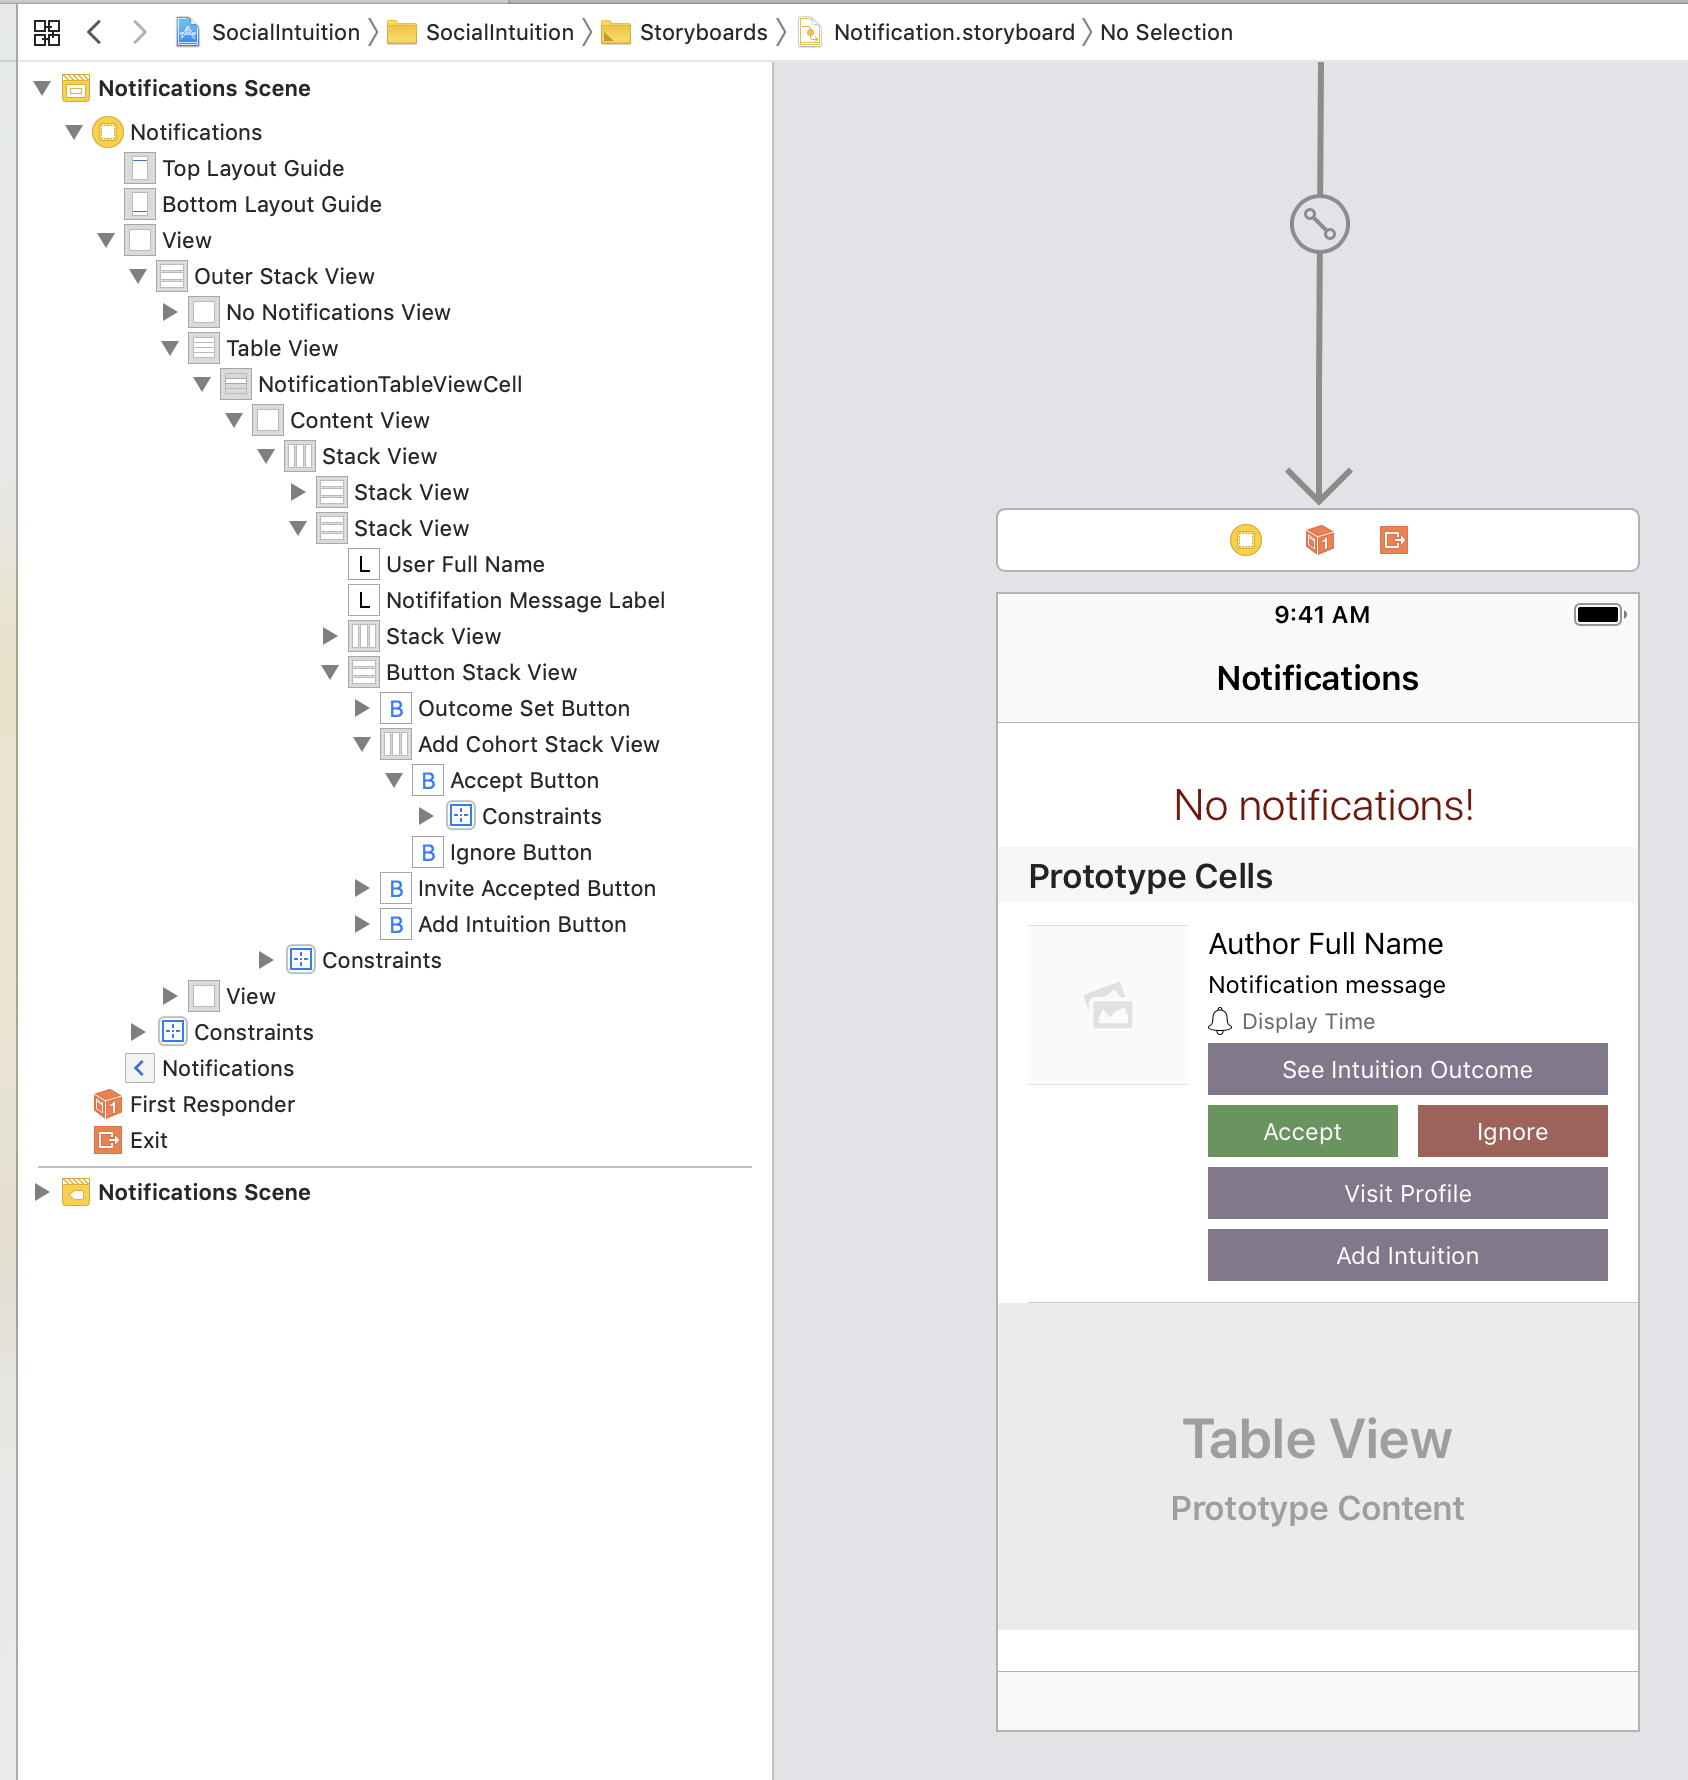 SocialIntuition SocialIntuition Storyboards Notification.storyboard No Selection
Notifications Scene
Notifications
Top Layout Guide
Bottom Layout Guide
View
Outer Stack View
No Notifications View
Table View
NotificationTableViewCell
Content View
Stack View
Stack View
Stack View
L User Full Name
L Notififation Message Label
Stack View
Button Stack View
B Outcome Set Button
Add Cohort Stack View
B Accept Button
Constraints
B Ignore Button
B Invite Accepted Button
B Add Intuition Button
Constraints
View
Constraints
Notifications
First Responder
Exit
Notifications Scene
9:41 AM
Notifications
No notifications!
Prototype Cells
Author Full Name
Notification message
Display Time
See Intuition Outcome
Accept Ignore
Visit Profile
Add Intuition
Table View
Prototype Content